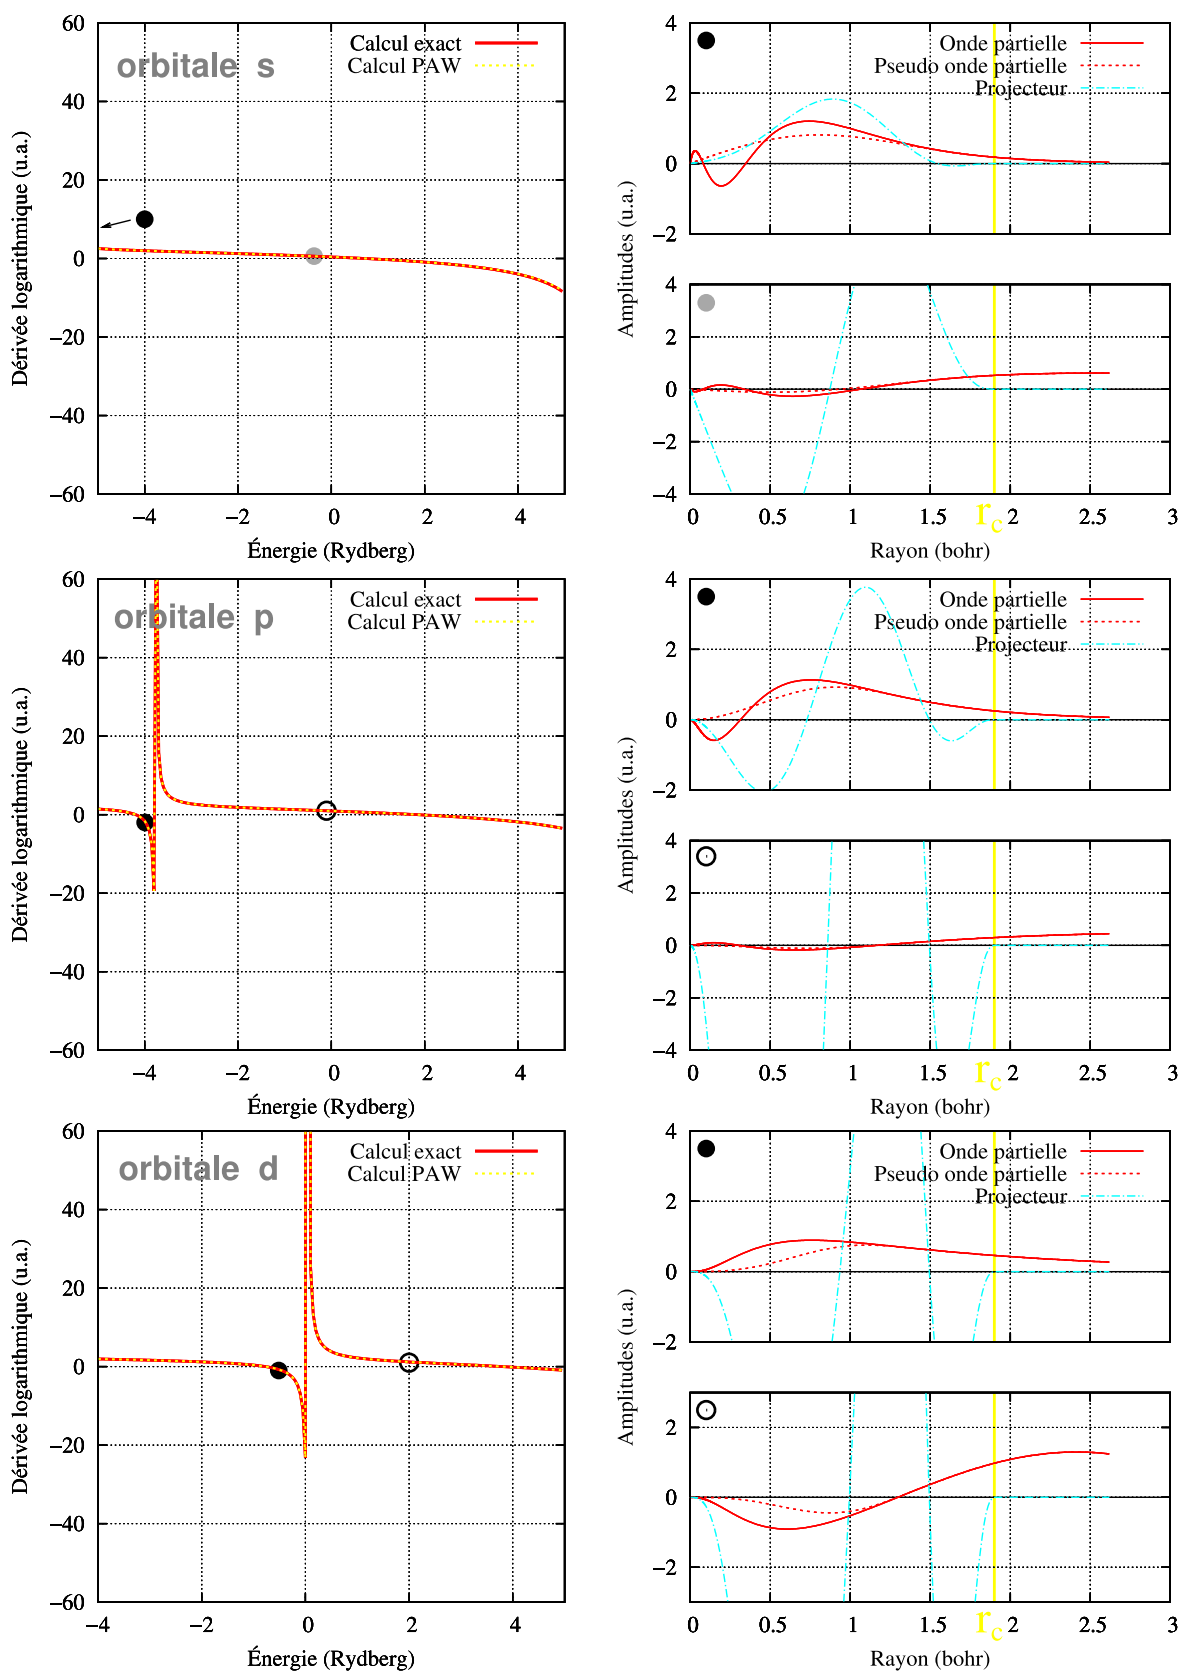 orbitale s
Calcul exact
Calcul PAW
Dérivée logarithmique (u.a.)
60
40
20
0
−20
−40
−60
−4
−2
0
2
4
Énergie (Rydberg)
Onde partielle
Pseudo onde partielle
Projecteur
Amplitudes (u.a.)
4
2
0
−2
4
2
0
−2
−4
0
0.5
1
1.5
r_c
2
2.5
3
Rayon (bohr)
orbitale p
Calcul exact
Calcul PAW
Dérivée logarithmique (u.a.)
60
40
20
0
−20
−40
−60
−4
−2
0
2
4
Énergie (Rydberg)
Onde partielle
Pseudo onde partielle
Projecteur
Amplitudes (u.a.)
4
2
0
−2
4
2
0
−2
−4
0
0.5
1
1.5
r_c
2
2.5
3
Rayon (bohr)
orbitale d
Calcul exact
Calcul PAW
Dérivée logarithmique (u.a.)
60
40
20
0
−20
−40
−60
−4
−2
0
2
4
Énergie (Rydberg)
Onde partielle
Pseudo onde partielle
Projecteur
Amplitudes (u.a.)
4
2
0
−2
2
0
−2
0
0.5
1
1.5
r_c
2
2.5
3
Rayon (bohr)